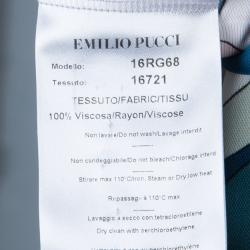 EMILIO PUCCI
Modello: 16RG68
Tessuto: 16721
TESSUTO/FABRIC/TISSU
100% Viscosa/Rayon/Viscose
Non lavare/Do not wash/Lavage interdit
Non candeggiabile/Do not bleach/Chlorage interdit
Stirare max 110°C/Iron, Steam or Dry low heat
Repassage à 110°C max
Lavaggio a secco con tetracloroetilene
Dry clean with perchloroethylene